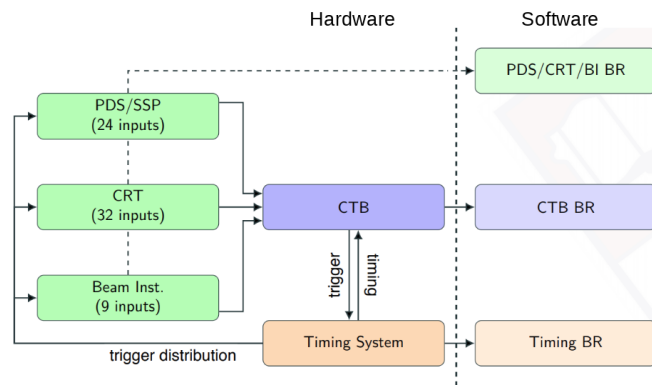 Hardware
Software
PDS/CRT/BI BR
PDS/SSP
(24 inputs)
CRT
(32 inputs)
CTB
CTB BR
trigger
timing
Beam Inst.
(9 inputs)
Timing System
Timing BR
trigger distribution